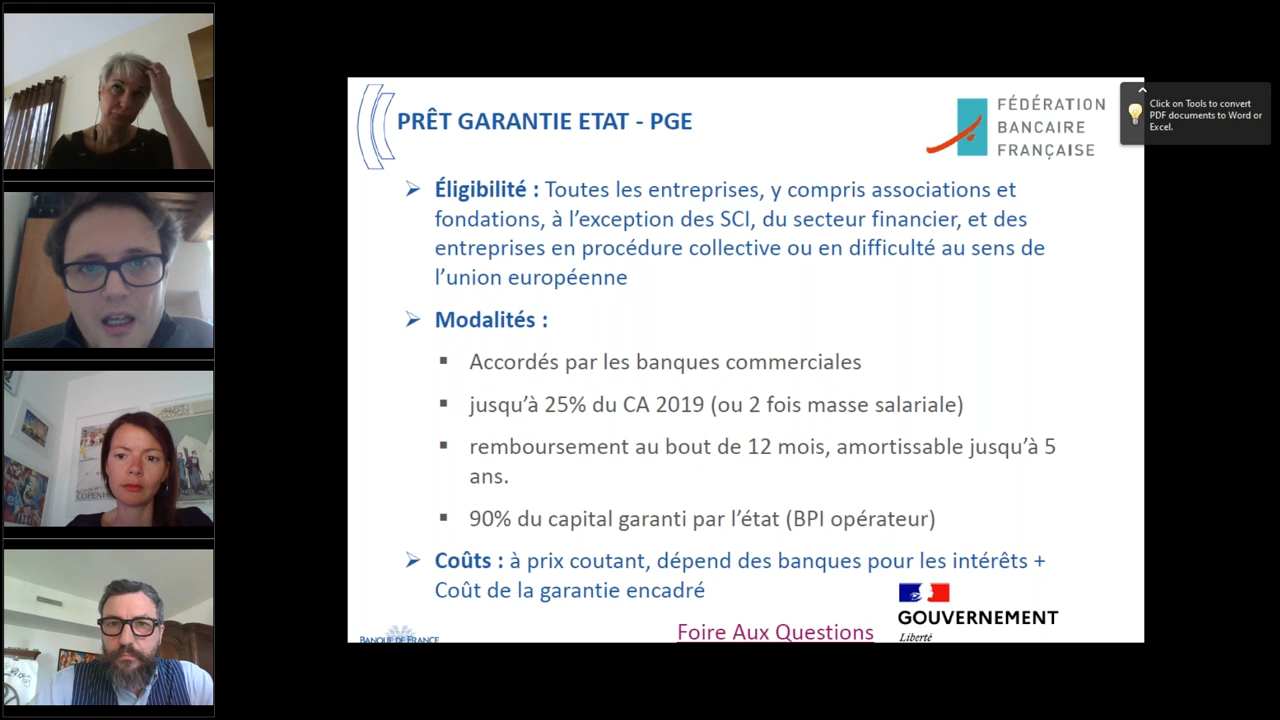 PRÊT GARANTIE ETAT - PGE
FÉDÉRATION
BANCAIRE
FRANÇAISE
Click on Tools to convert
PDF documents to Word or
Excel.
Éligibilité : Toutes les entreprises, y compris associations et
fondations, à l’exception des SCI, du secteur financier, et des
entreprises en procédure collective ou en difficulté au sens de
l’union européenne
Modalités :
Accordés par les banques commerciales
jusqu’à 25% du CA 2019 (ou 2 fois masse salariale)
remboursement au bout de 12 mois, amortissable jusqu’à 5
ans.
90% du capital garanti par l’état (BPI opérateur)
Coûts : à prix coutant, dépend des banques pour les intérêts +
Coût de la garantie encadré
GOUVERNEMENT
Liberté
Foire Aux Questions
BANQUE DE FRANCE
COPENH